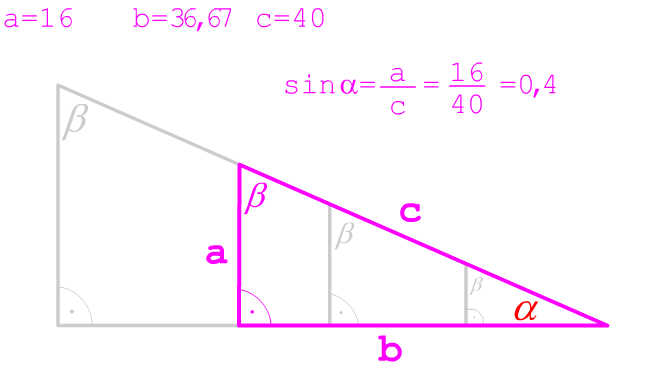 a=16 b=36,67 c=40
sinα= a/c = 16/40 =0,4
β
β
c
β
a
β
α
b